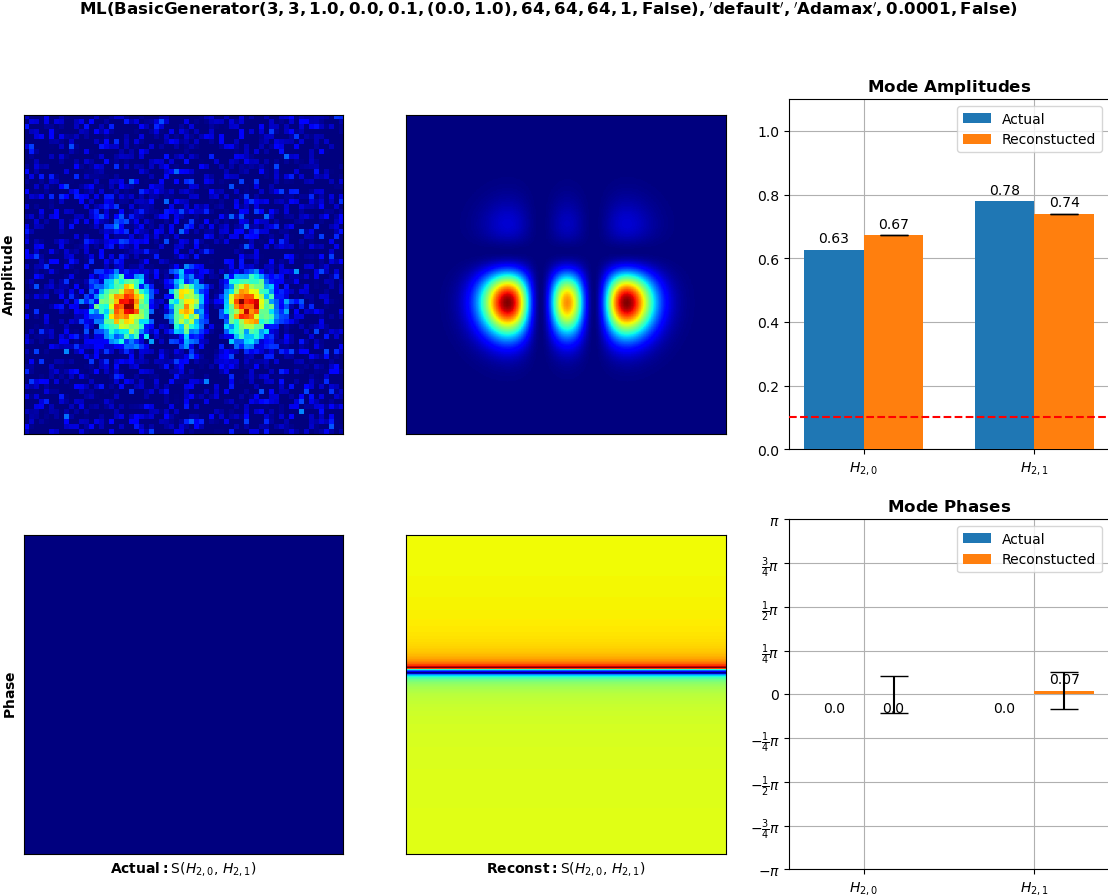 ML(BasicGenerator(3, 3, 1.0, 0.0, 0.1, (0.0, 1.0), 64, 64, 64, 1, False), ′default′, ′Adamax′, 0.0001, False)
Amplitude
Mode Amplitudes
Actual
Reconstucted
1.0
0.8
0.6
0.4
0.2
0.0
0.63
0.67
0.78
0.74
H2,0
H2,1
Phase
Actual: S(H2,0, H2,1)
Reconst: S(H2,0, H2,1)
Mode Phases
Actual
Reconstucted
π
3/4π
1/2π
1/4π
0
−1/4π
−1/2π
−3/4π
−π
0.0
0.0
0.0
0.07
H2,0
H2,1